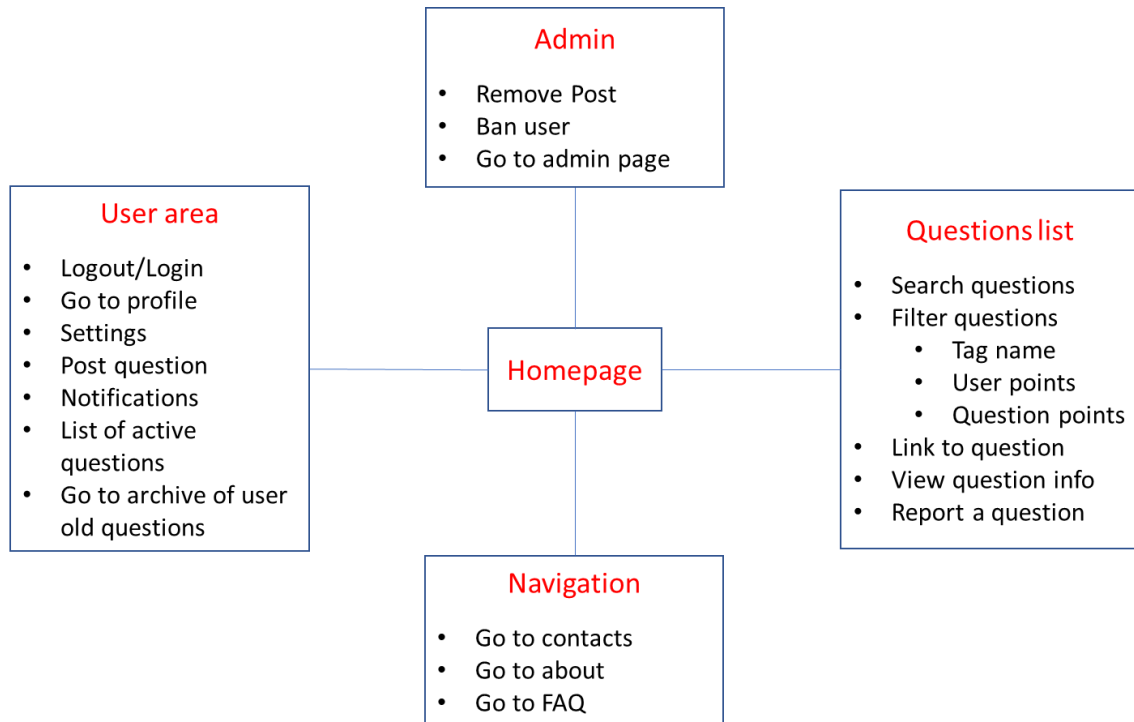 Admin
• Remove Post
• Ban user
• Go to admin page
User area
• Logout/Login
• Go to profile
• Settings
• Post question
• Notifications
• List of active
questions
• Go to archive of user
old questions
Homepage
Questions list
• Search questions
• Filter questions
• Tag name
• User points
• Question points
• Link to question
• View question info
• Report a question
Navigation
• Go to contacts
• Go to about
• Go to FAQ